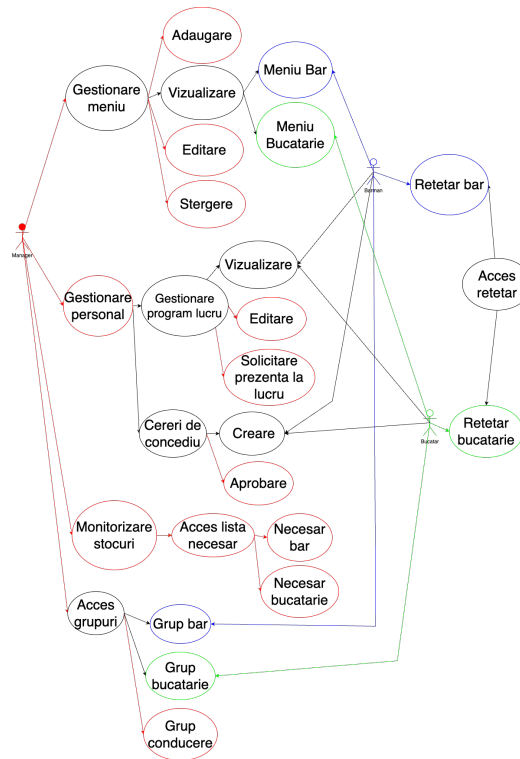 Adaugare
Gestionare
meniu
Vizualizare
Meniu Bar
Meniu
Bucatarie
Editare
Stergere
Barman
Retetar bar
Manager
Gestionare
personal
Gestionare
program lucru
Vizualizare
Editare
Solicitare
prezenta la
lucru
Acces
retetar
Cereri de
concediu
Creare
Aprobare
Bucatar
Retetar
bucatarie
Monitorizare
stocuri
Acces lista
necesar
Necesar
bar
Necesar
bucatarie
Acces
grupuri
Grup bar
Grup
bucatarie
Grup
conducere